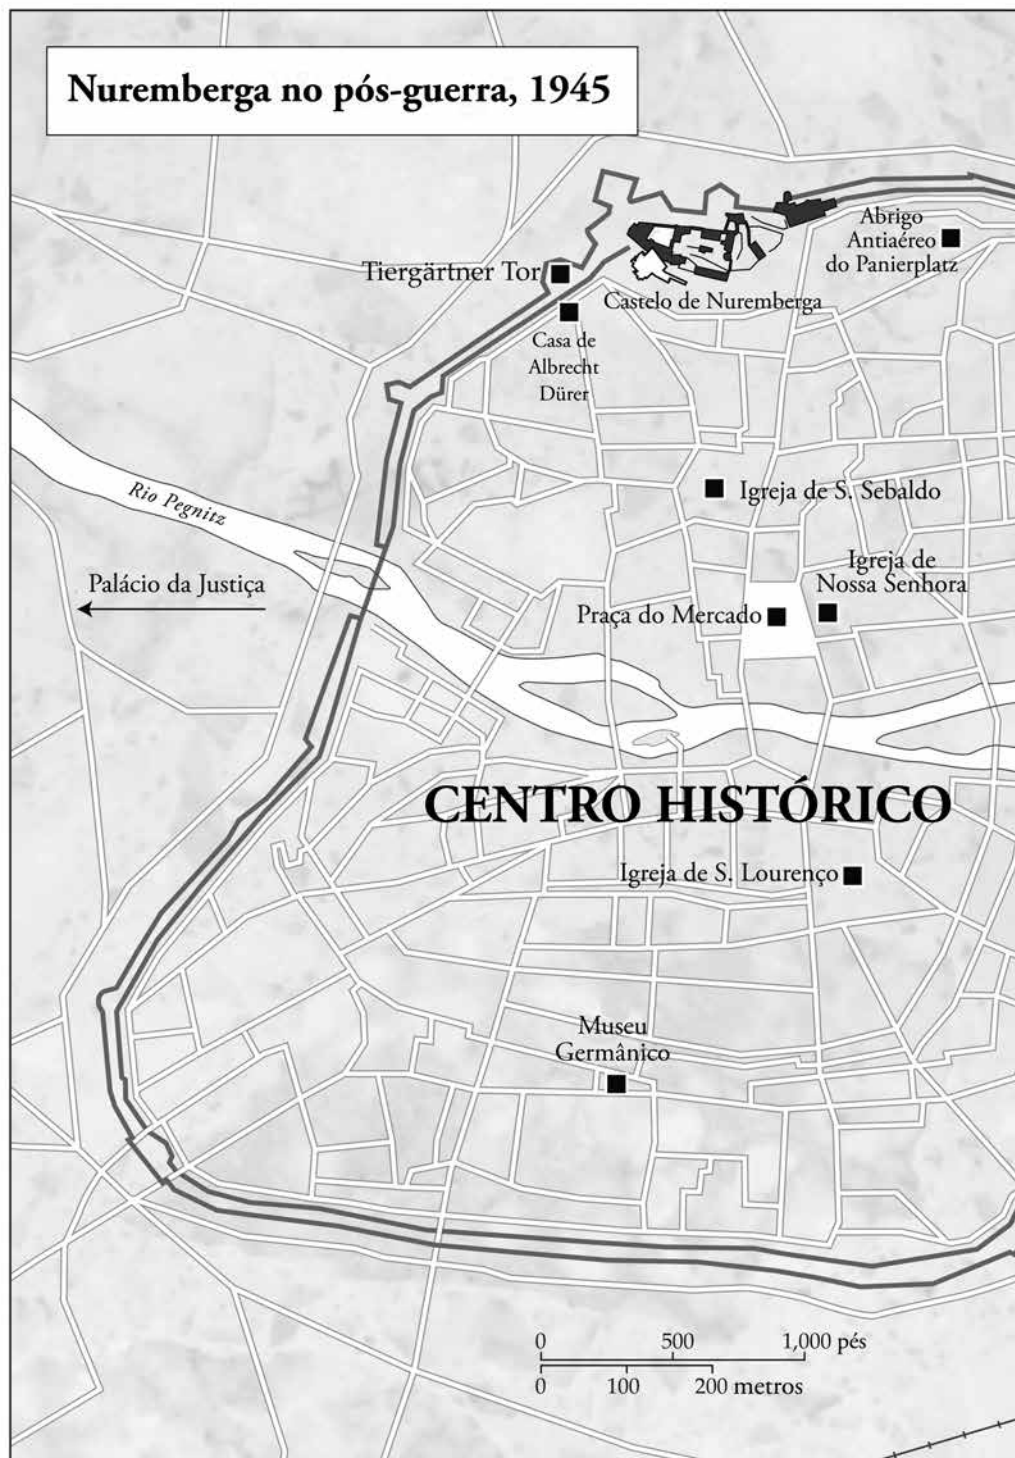 Nuremberga no pós-guerra, 1945
Abrigo
Antiaéreo
do Panierplatz
Tiergärtner Tor
Castelo de Nuremberga
Casa de
Albrecht
Dürer
Rio Pegnitz
Igreja de S. Sebaldo
Igreja de
Nossa Senhora
Palácio da Justiça
Praça do Mercado
CENTRO HISTÓRICO
Igreja de S. Lourenço
Museu
Germânico
0 500 1,000 pés
0 100 200 metros